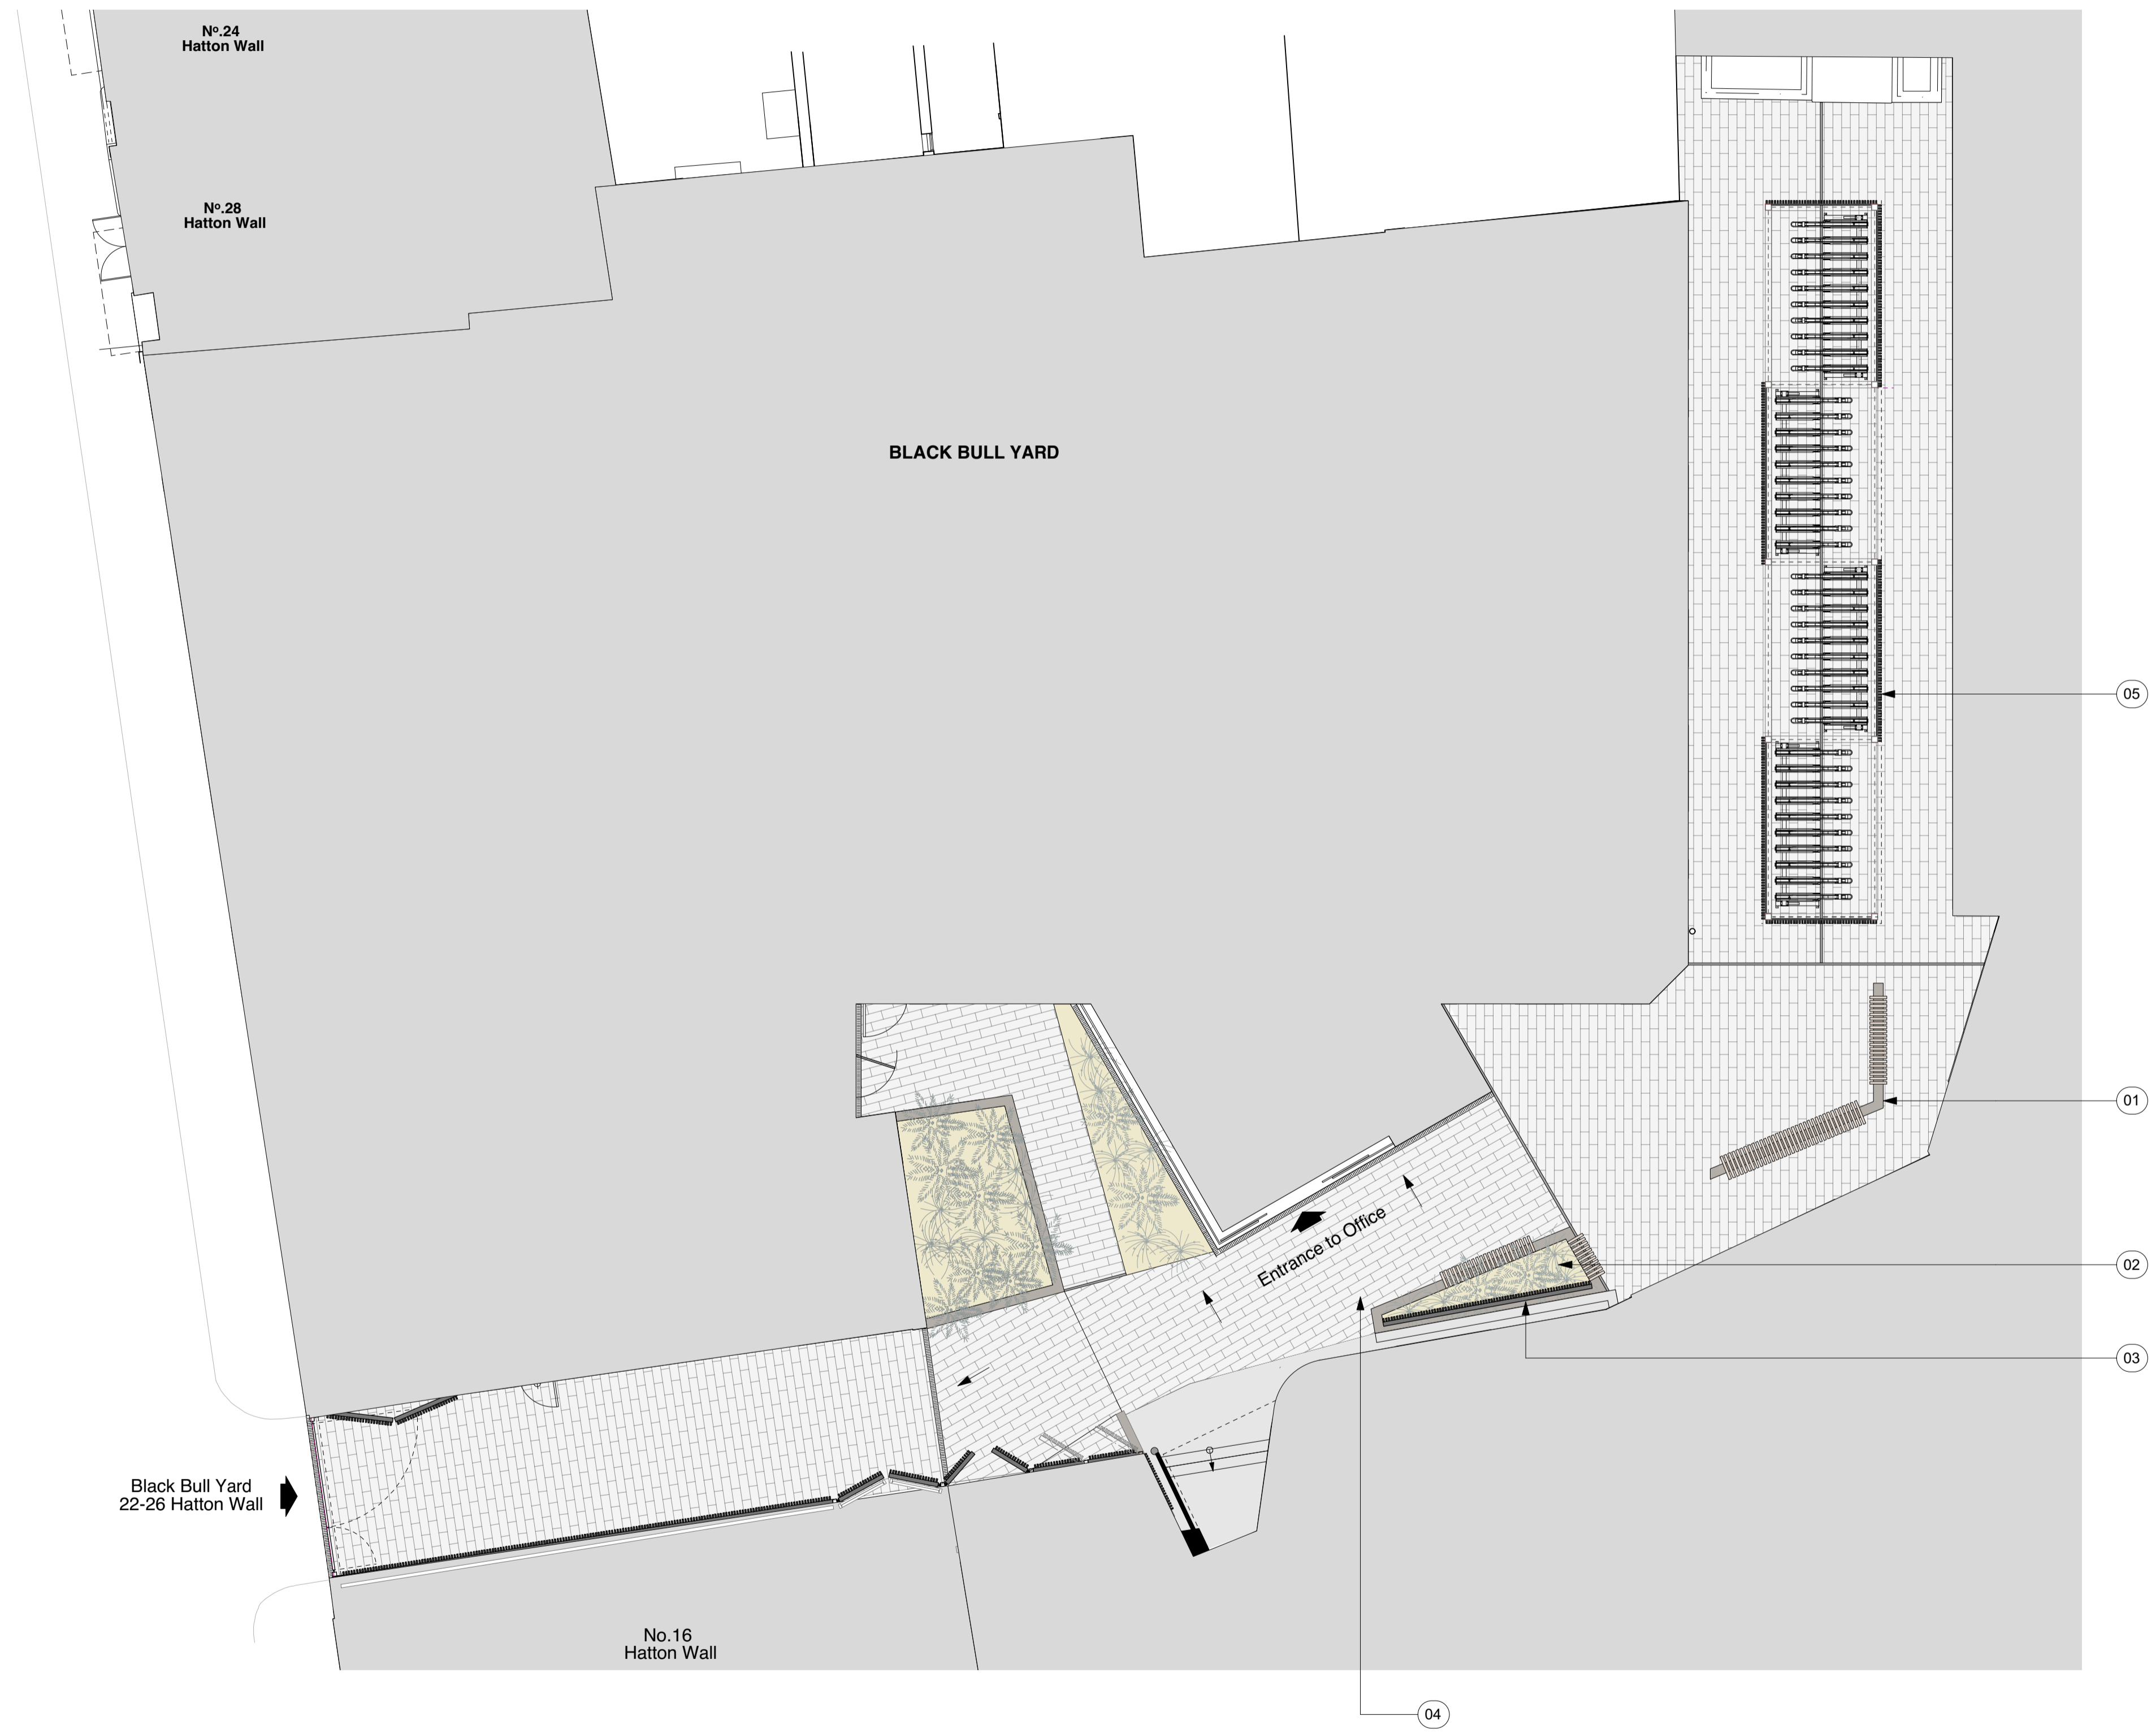 Nº.24
Hatton Wall
Nº.28
Hatton Wall
BLACK BULL YARD
05
01
Entrance to Office
02
03
Black Bull Yard
22-26 Hatton Wall
No.16
Hatton Wall
04